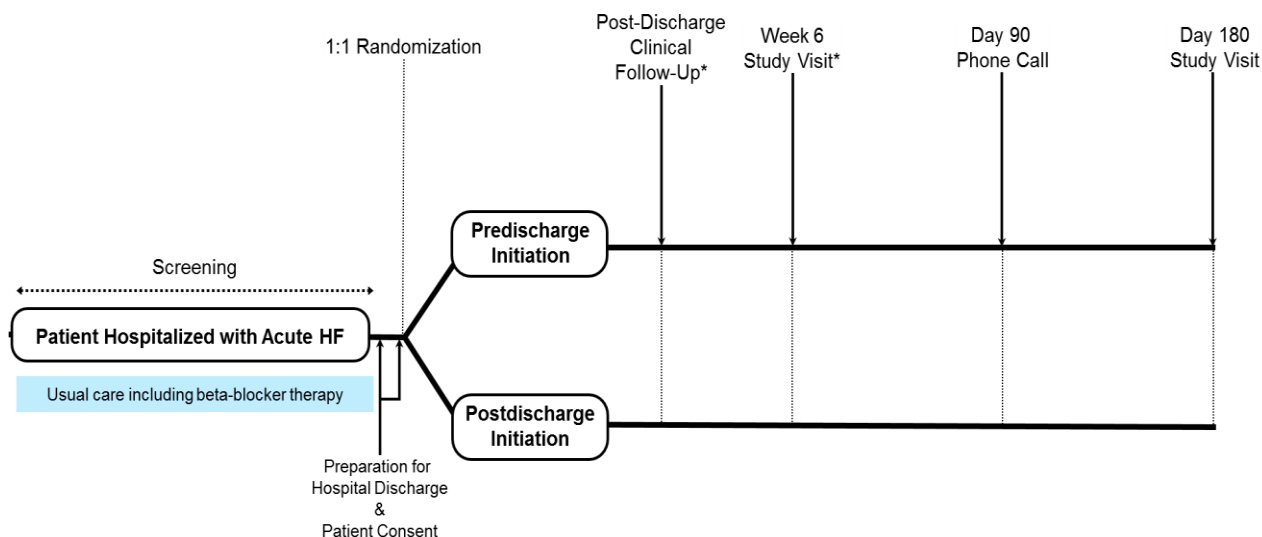 1:1 Randomization
Post-Discharge
Clinical
Follow-Up*
Week 6
Study Visit*
Day 90
Phone Call
Day 180
Study Visit
Predischarge
Initiation
Screening
Patient Hospitalized with Acute HF
Usual care including beta-blocker therapy
Postdischarge
Initiation
Preparation for
Hospital Discharge
&
Patient Consent